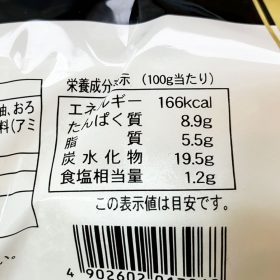 栄養成分表示 (100g当たり)
エネルギー 166kcal
たんぱく質 8.9g
脂質 5.5g
炭水化物 19.5g
食塩相当量 1.2g
この表示値は目安です。
油、おろ
料(アミ
4 902602